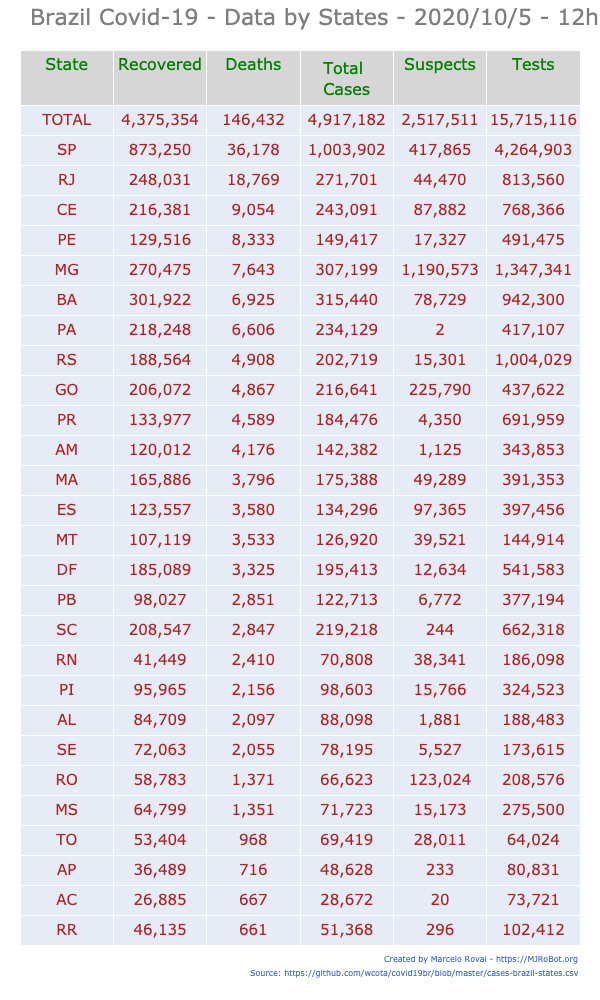 Brazil Covid-19 - Data by States - 2020/10/5 - 12h
State Recovered Deaths Total Cases Suspects Tests
TOTAL 4,375,354 146,432 4,917,182 2,517,511 15,715,116
SP 873,250 36,178 1,003,902 417,865 4,264,903
RJ 248,031 18,769 271,701 44,470 813,560
CE 216,381 9,054 243,091 87,882 768,366
PE 129,516 8,333 149,417 17,327 491,475
MG 270,475 7,643 307,199 1,190,573 1,347,341
BA 301,922 6,925 315,440 78,729 942,300
PA 218,248 6,606 234,129 2 417,107
RS 188,564 4,908 202,719 15,301 1,004,029
GO 206,072 4,867 216,641 225,790 437,622
PR 133,977 4,589 184,476 4,350 691,959
AM 120,012 4,176 142,382 1,125 343,853
MA 165,886 3,796 175,388 49,289 391,353
ES 123,557 3,580 134,296 97,365 397,456
MT 107,119 3,533 126,920 39,521 144,914
DF 185,089 3,325 195,413 12,634 541,583
PB 98,027 2,851 122,713 6,772 377,194
SC 208,547 2,847 219,218 244 662,318
RN 41,449 2,410 70,808 38,341 186,098
PI 95,965 2,156 98,603 15,766 324,523
AL 84,709 2,097 88,098 1,881 188,483
SE 72,063 2,055 78,195 5,527 173,615
RO 58,783 1,371 66,623 123,024 208,576
MS 64,799 1,351 71,723 15,173 275,500
TO 53,404 968 69,419 28,011 64,024
AP 36,489 716 48,628 233 80,831
AC 26,885 667 28,672 20 73,721
RR 46,135 661 51,368 296 102,412
Created by Marcelo Rovai - https://MJRoBot.org
Source: https://github.com/wcota/covid19br/blob/master/cases-brazil-states.csv